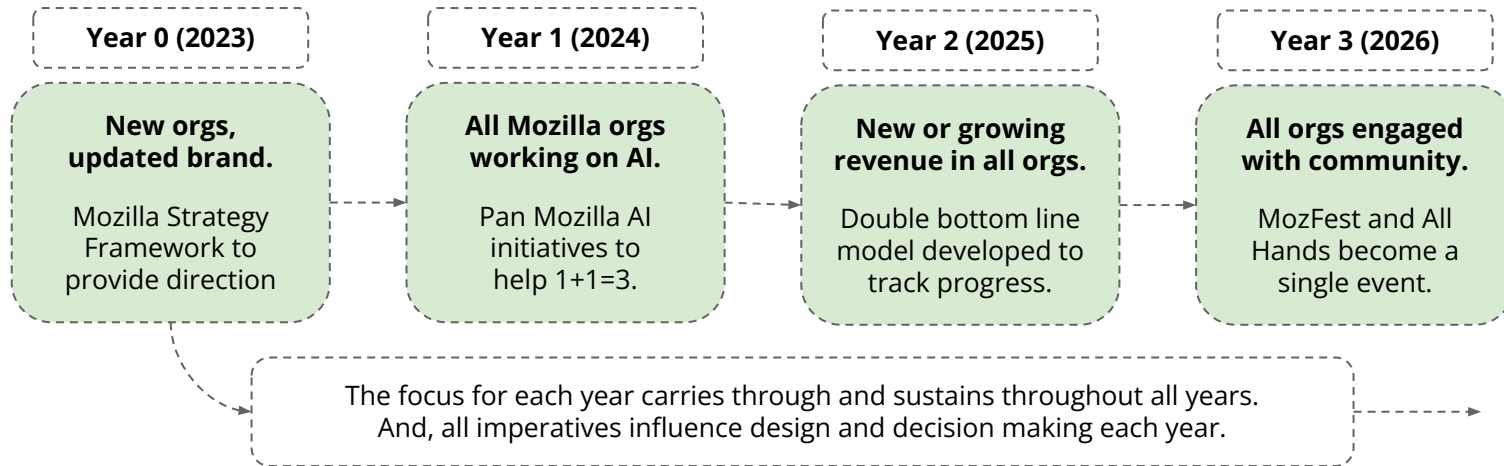 Year 0 (2023)
Year 1 (2024)
Year 2 (2025)
Year 3 (2026)
New orgs,
updated brand.
Mozilla Strategy
Framework to
provide direction
All Mozilla orgs
working on AI.
Pan Mozilla AI
initiatives to
help 1+1=3.
New or growing
revenue in all orgs.
Double bottom line
model developed to
track progress.
All orgs engaged
with community.
MozFest and All
Hands become a
single event.
The focus for each year carries through and sustains throughout all years.
And, all imperatives influence design and decision making each year.